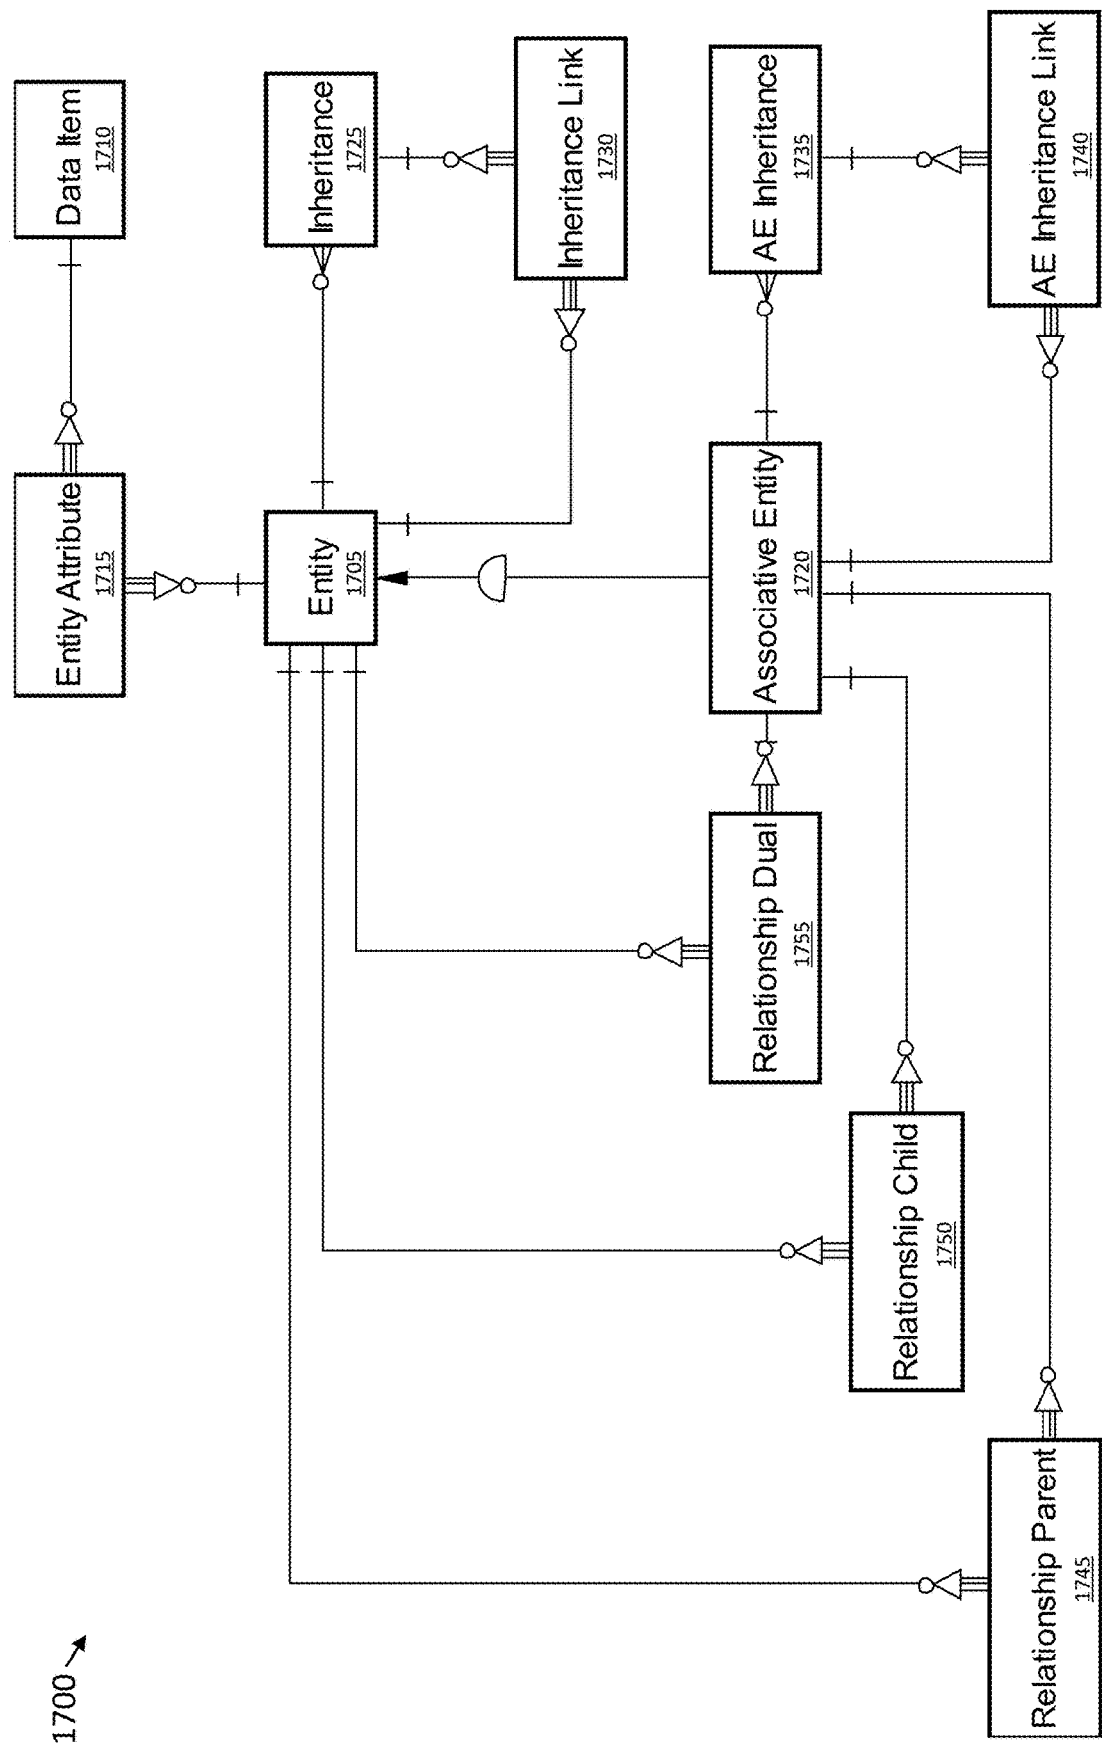 1700
Data Item
1710
Entity Attribute
1715
Inheritance
1725
Entity
1705
Inheritance Link
1730
AE Inheritance
1735
Associative Entity
1720
Relationship Dual
1755
Relationship Child
1750
AE Inheritance Link
1740
Relationship Parent
1745